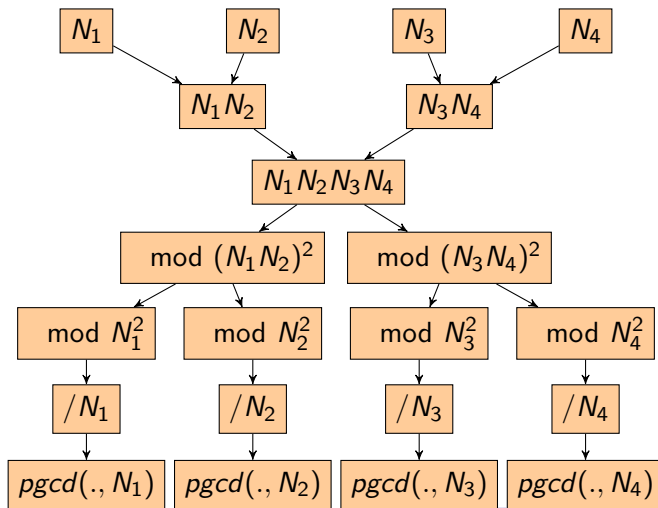 N₁ N₂ N₃ N₄
N₁N₂ N₃N₄
N₁N₂N₃N₄
mod (N₁N₂)² mod (N₃N₄)²
mod N₁² mod N₂² mod N₃² mod N₄²
/N₁ /N₂ /N₃ /N₄
pgcd(., N₁) pgcd(., N₂) pgcd(., N₃) pgcd(., N₄)